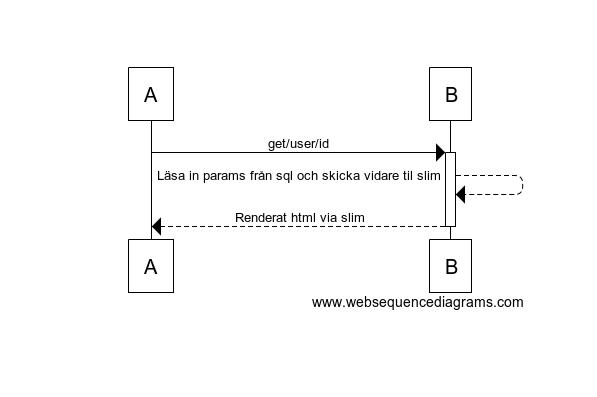 A
B
get/user/id
Läsa in params från sql och skicka vidare til slim
Renderat html via slim
A
B
www.websequencediagrams.com